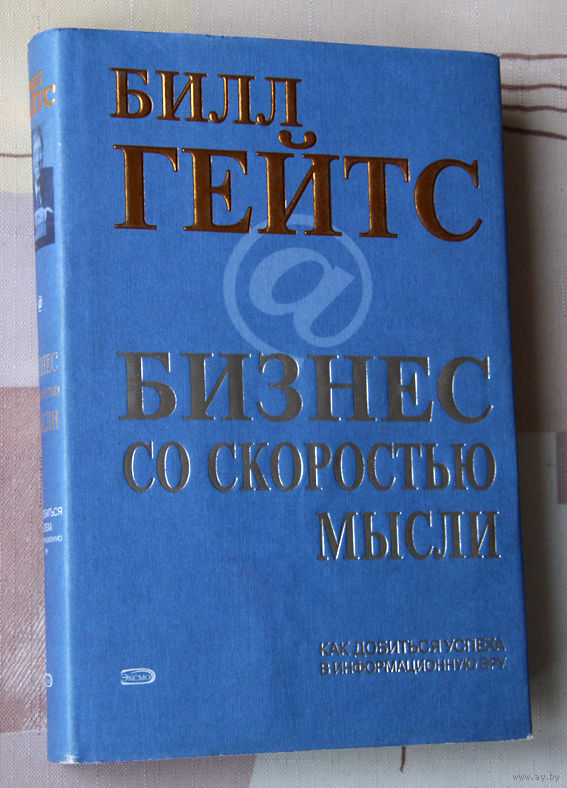 БИЛЛ
ГЕЙТС
@
БИЗНЕС
СО СКОРОСТЬЮ
МЫСЛИ
КАК ДОБИТЬСЯ УСПЕХА
В ИНФОРМАЦИОННУЮ ЭРУ
ЭКСМО
@
www.ay.by